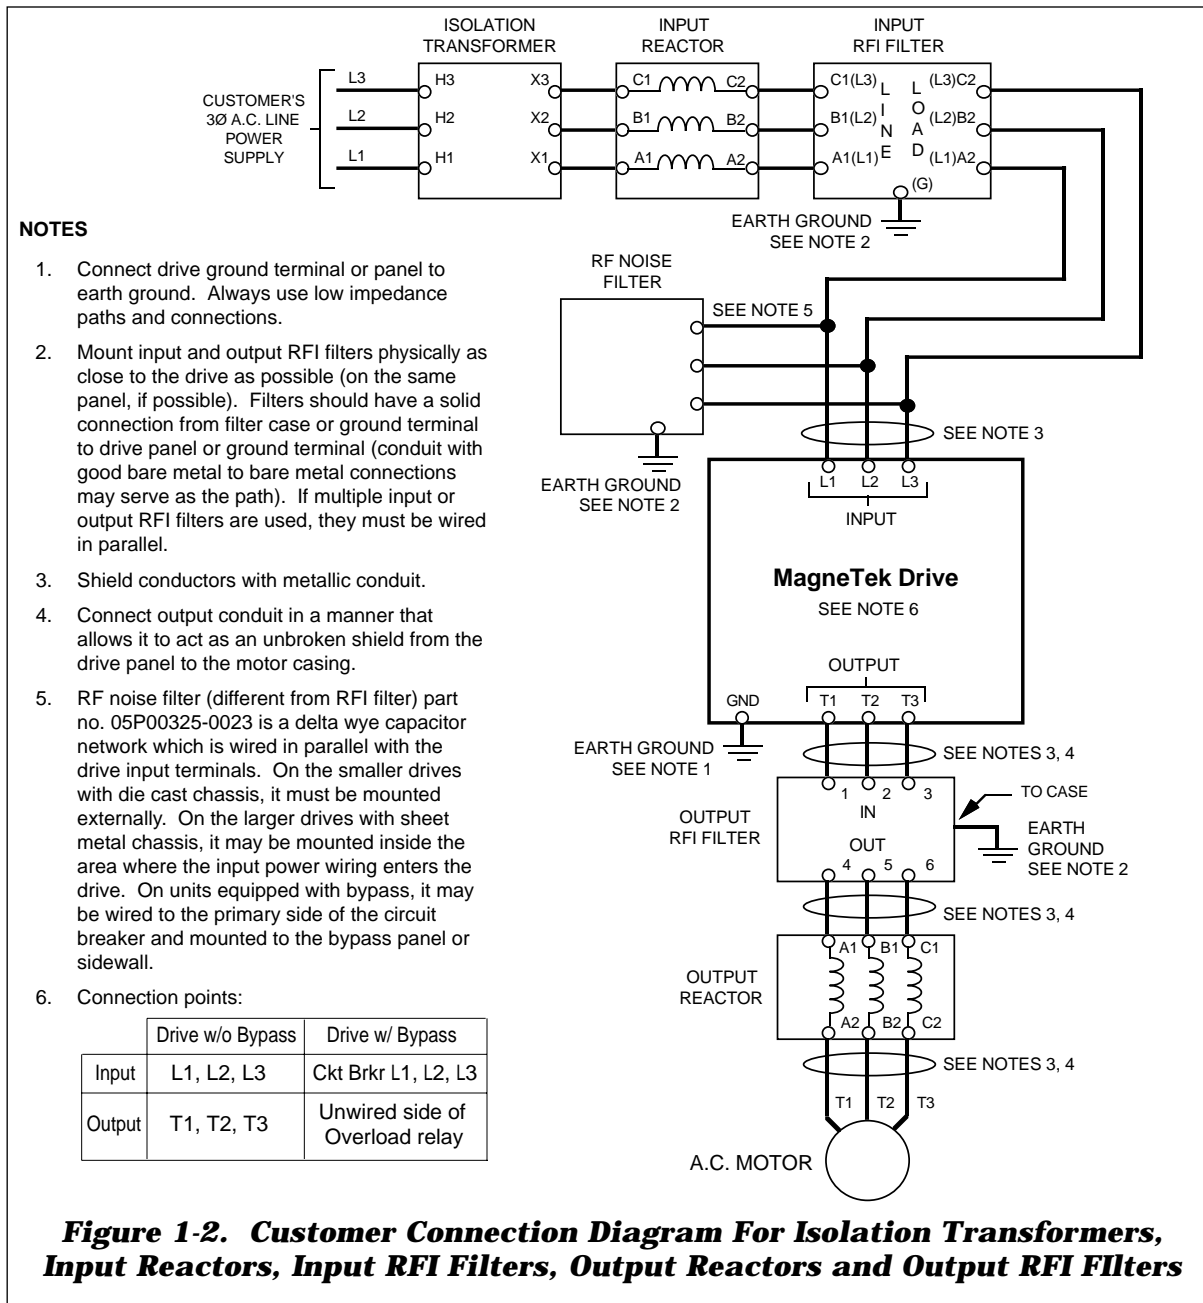 ISOLATION
TRANSFORMER
INPUT
REACTOR
INPUT
RFI FILTER
CUSTOMER'S
3Ø A.C. LINE
POWER
SUPPLY
L3
L2
L1
H3
H2
H1
X3
X2
X1
C1
C2
B1
B2
A1
A2
C1(L3)
B1(L2)
A1(L1)
LINE
LOAD
(L3)C2
(L2)B2
(L1)A2
(G)
EARTH GROUND
SEE NOTE 2
NOTES
1. Connect drive ground terminal or panel to
earth ground. Always use low impedance
paths and connections.
2. Mount input and output RFI filters physically as
close to the drive as possible (on the same
panel, if possible). Filters should have a solid
connection from filter case or ground terminal
to drive panel or ground terminal (conduit with
good bare metal to bare metal connections
may serve as the path). If multiple input or
output RFI filters are used, they must be wired
in parallel.
3. Shield conductors with metallic conduit.
4. Connect output conduit in a manner that
allows it to act as an unbroken shield from the
drive panel to the motor casing.
5. RF noise filter (different from RFI filter) part
no. 05P00325-0023 is a delta wye capacitor
network which is wired in parallel with the
drive input terminals. On the smaller drives
with die cast chassis, it must be mounted
externally. On the larger drives with sheet
metal chassis, it may be mounted inside the
area where the input power wiring enters the
drive. On units equipped with bypass, it may
be wired to the primary side of the circuit
breaker and mounted to the bypass panel or
sidewall.
6. Connection points:
Drive w/o Bypass Drive w/ Bypass
Input L1, L2, L3 Ckt Brkr L1, L2, L3
Output T1, T2, T3 Unwired side of
Overload relay
RF NOISE
FILTER
SEE NOTE 5
EARTH GROUND
SEE NOTE 2
SEE NOTE 3
L1 L2 L3
INPUT
MagneTek Drive
SEE NOTE 6
OUTPUT
GND
T1 T2 T3
EARTH GROUND
SEE NOTE 1
SEE NOTES 3, 4
OUTPUT
RFI FILTER
1 2 3
IN
OUT
4 5 6
TO CASE
EARTH
GROUND
SEE NOTE 2
SEE NOTES 3, 4
OUTPUT
REACTOR
A1 B1 C1
A2 B2 C2
SEE NOTES 3, 4
T1 T2 T3
A.C. MOTOR
Figure 1-2. Customer Connection Diagram For Isolation Transformers,
Input Reactors, Input RFI Filters, Output Reactors and Output RFI FIlters